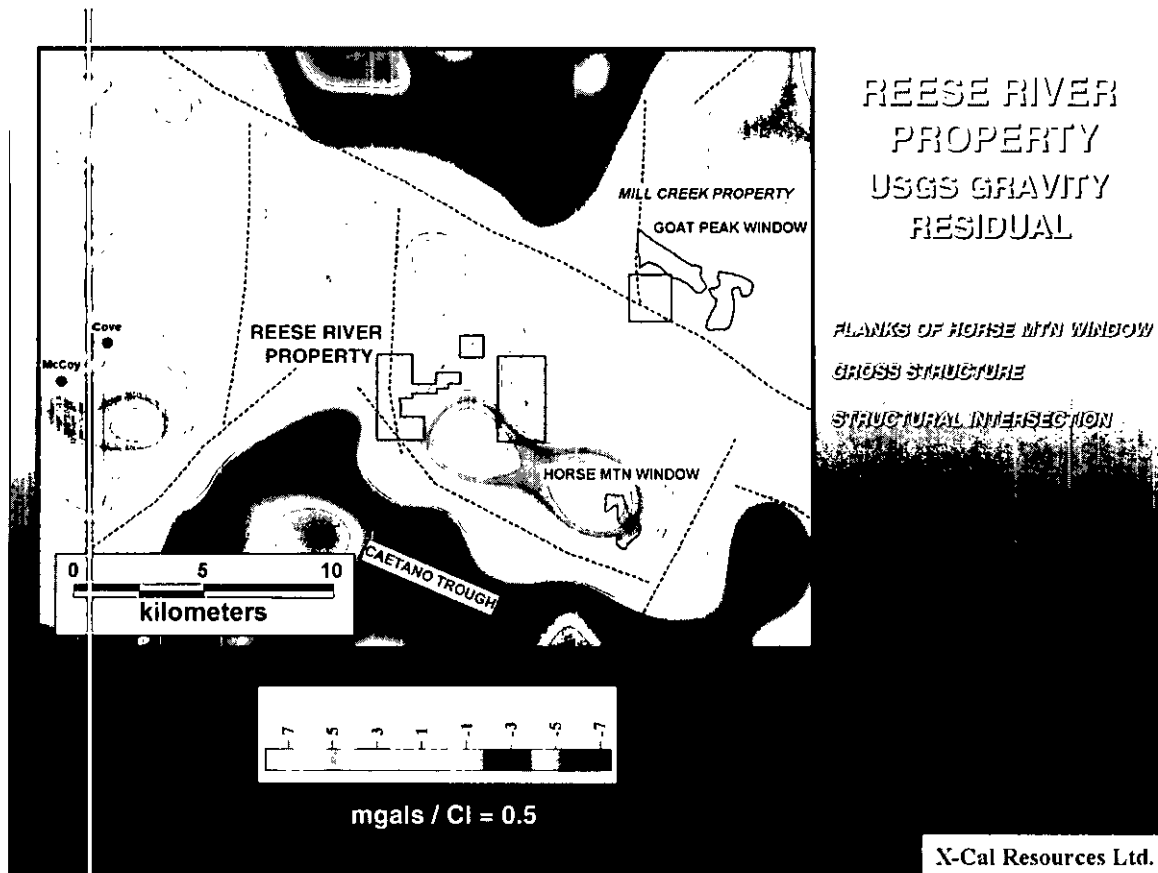 REESE RIVER
PROPERTY
USGS GRAVITY
RESIDUAL
FLANKS OF HORSE MTN WINDOW
CROSS STRUCTURE
STRUCTURAL INTERSECTION
MILL CREEK PROPERTY
GOAT PEAK WINDOW
Cove
McCoy
REESE RIVER
PROPERTY
HORSE MTN WINDOW
CAETANO TROUGH
0 5 10
kilometers
7 5 3 1 -1 -3 -5 -7
mgals / CI = 0.5
X-Cal Resources Ltd.